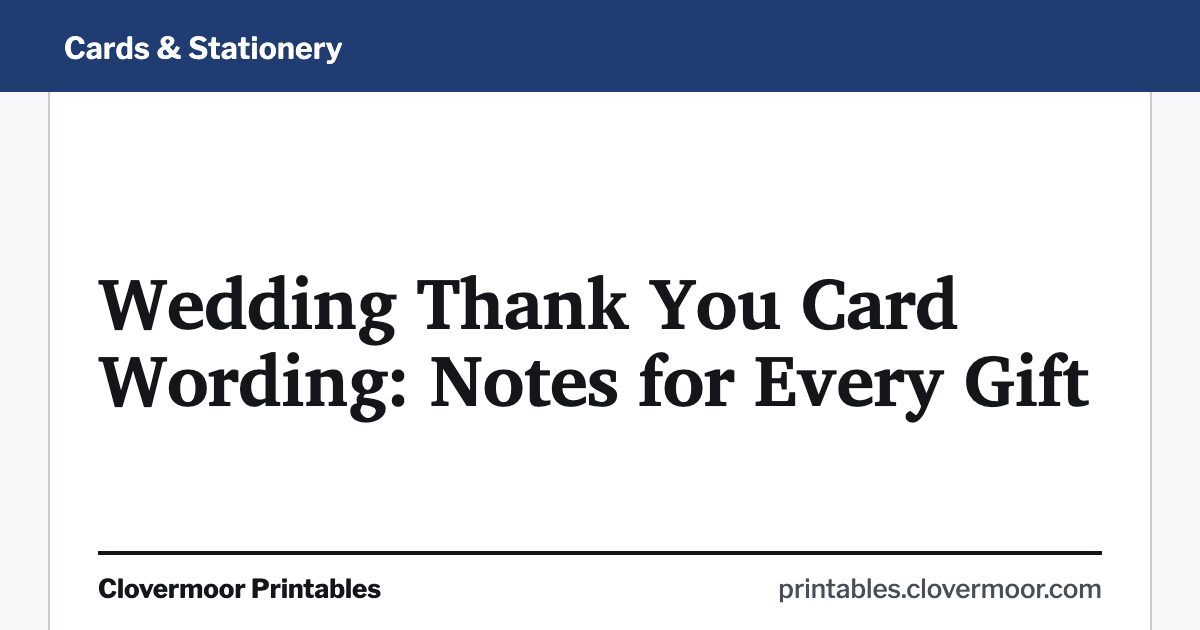 Cards & Stationery
Wedding Thank You Card
Wording: Notes for Every Gift
Clovermoor Printables
printables.clovermoor.com